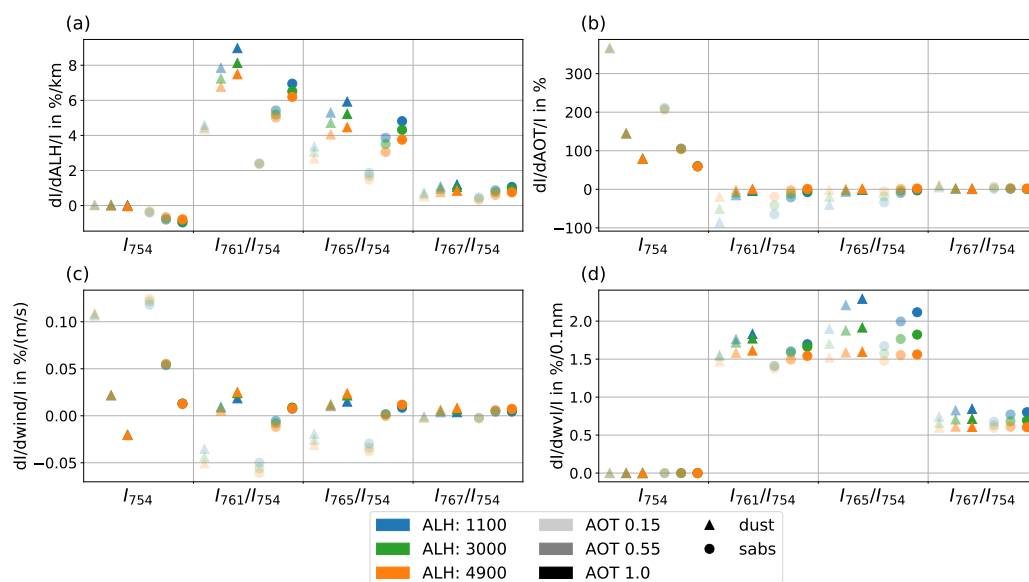 (a)
dI/dALH/I in %/km
8
6
4
2
0
I754 I761/I754 I765/I754 I767/I754
(b)
dI/dAOT/I in %
300
200
100
0
−100
I754 I761/I754 I765/I754 I767/I754
(c)
dI/dwind/I in %/(m/s)
0.10
0.05
0.00
−0.05
I754 I761/I754 I765/I754 I767/I754
(d)
dI/dwvl/I in %/0.1nm
2.0
1.5
1.0
0.5
0.0
I754 I761/I754 I765/I754 I767/I754
ALH: 1100 AOT 0.15 dust
ALH: 3000 AOT 0.55 sabs
ALH: 4900 AOT 1.0